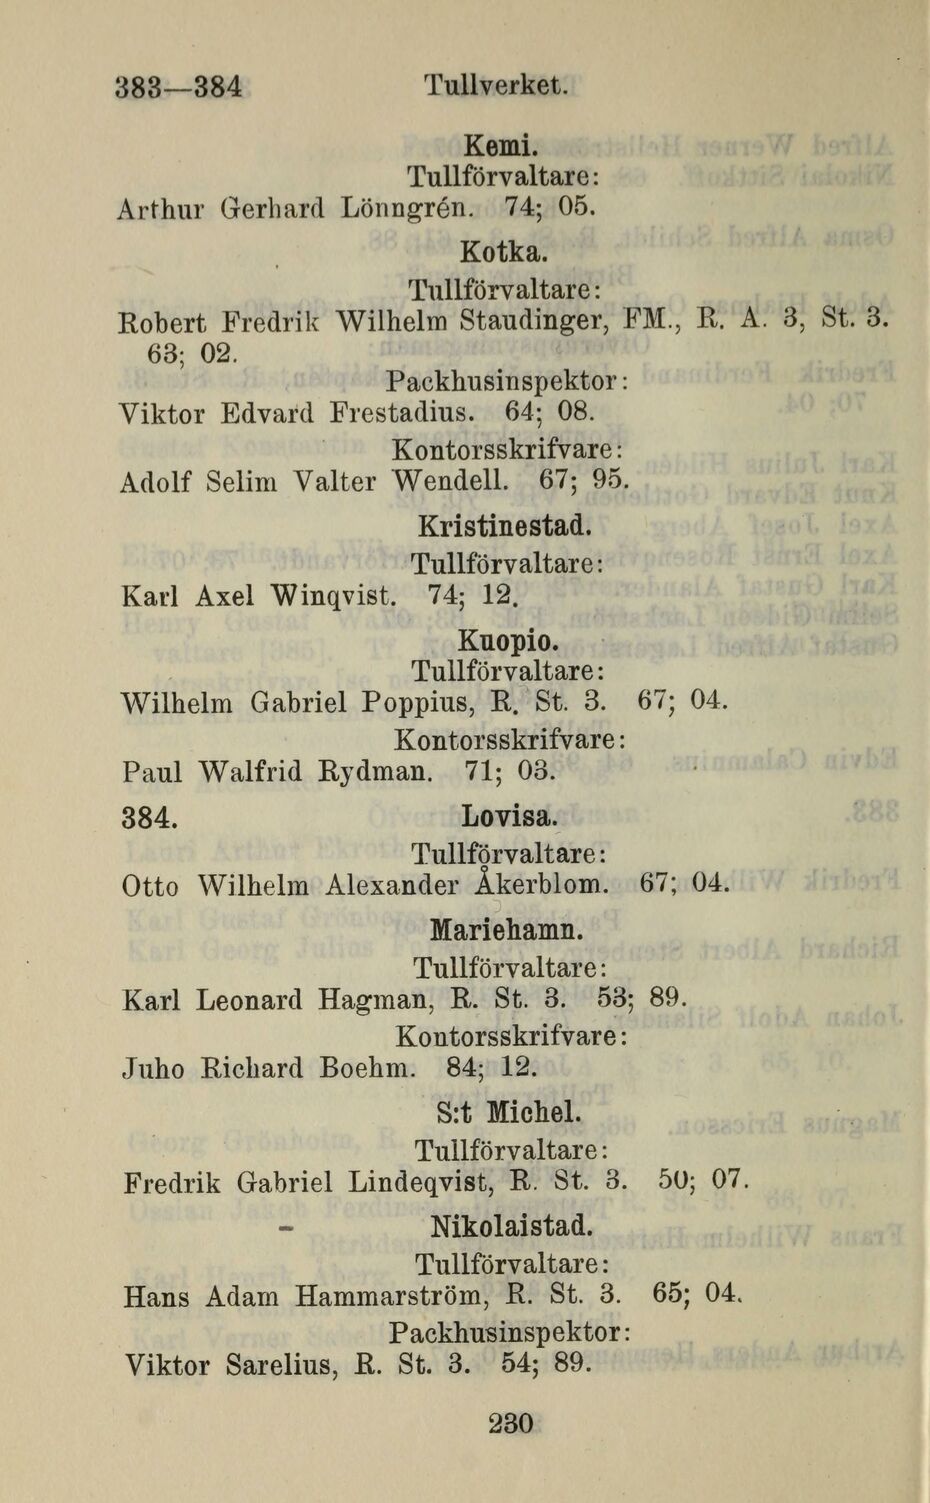 383—384 Tullverket.
Kemi.
Tullförvaltare:
Arthur Gerhard Lönngrén. 74; 05.
Kotka.
Tullförvaltare:
Robert Fredrik Wilhelm Staudinger, FM., R. A. 3, St. 3.
63; 02.
Packhusinspektor:
Viktor Edvard Frestadius. 64; 08.
Kontorsskrifvare:
Adolf Selim Valter Wendell. 67; 95.
Kristinestad.
Tullförvaltare:
Karl Axel Winqvist. 74; 12.
Kuopio.
Tullförvaltare:
Wilhelm Gabriel Poppius, R. St. 3. 67; 04.
Kontorsskrifvare:
Paul Walfrid Rydman. 71; 03.
384. Lovisa.
Tullförvaltare:
Otto Wilhelm Alexander Åkerblom. 67; 04.
Mariehamn.
Tullförvaltare:
Karl Leonard Hagman, R. St. 3. 53; 89.
Kontorsskrifvare:
Juho Richard Boehm. 84; 12.
S:t Michel.
Tullförvaltare:
Fredrik Gabriel Lindeqvist, R. St. 3. 50; 07.
Nikolaistad.
Tullförvaltare:
Hans Adam Hammarström, R. St. 3. 65; 04.
Packhusinspektor:
Viktor Sarelius, R. St. 3. 54; 89.
230